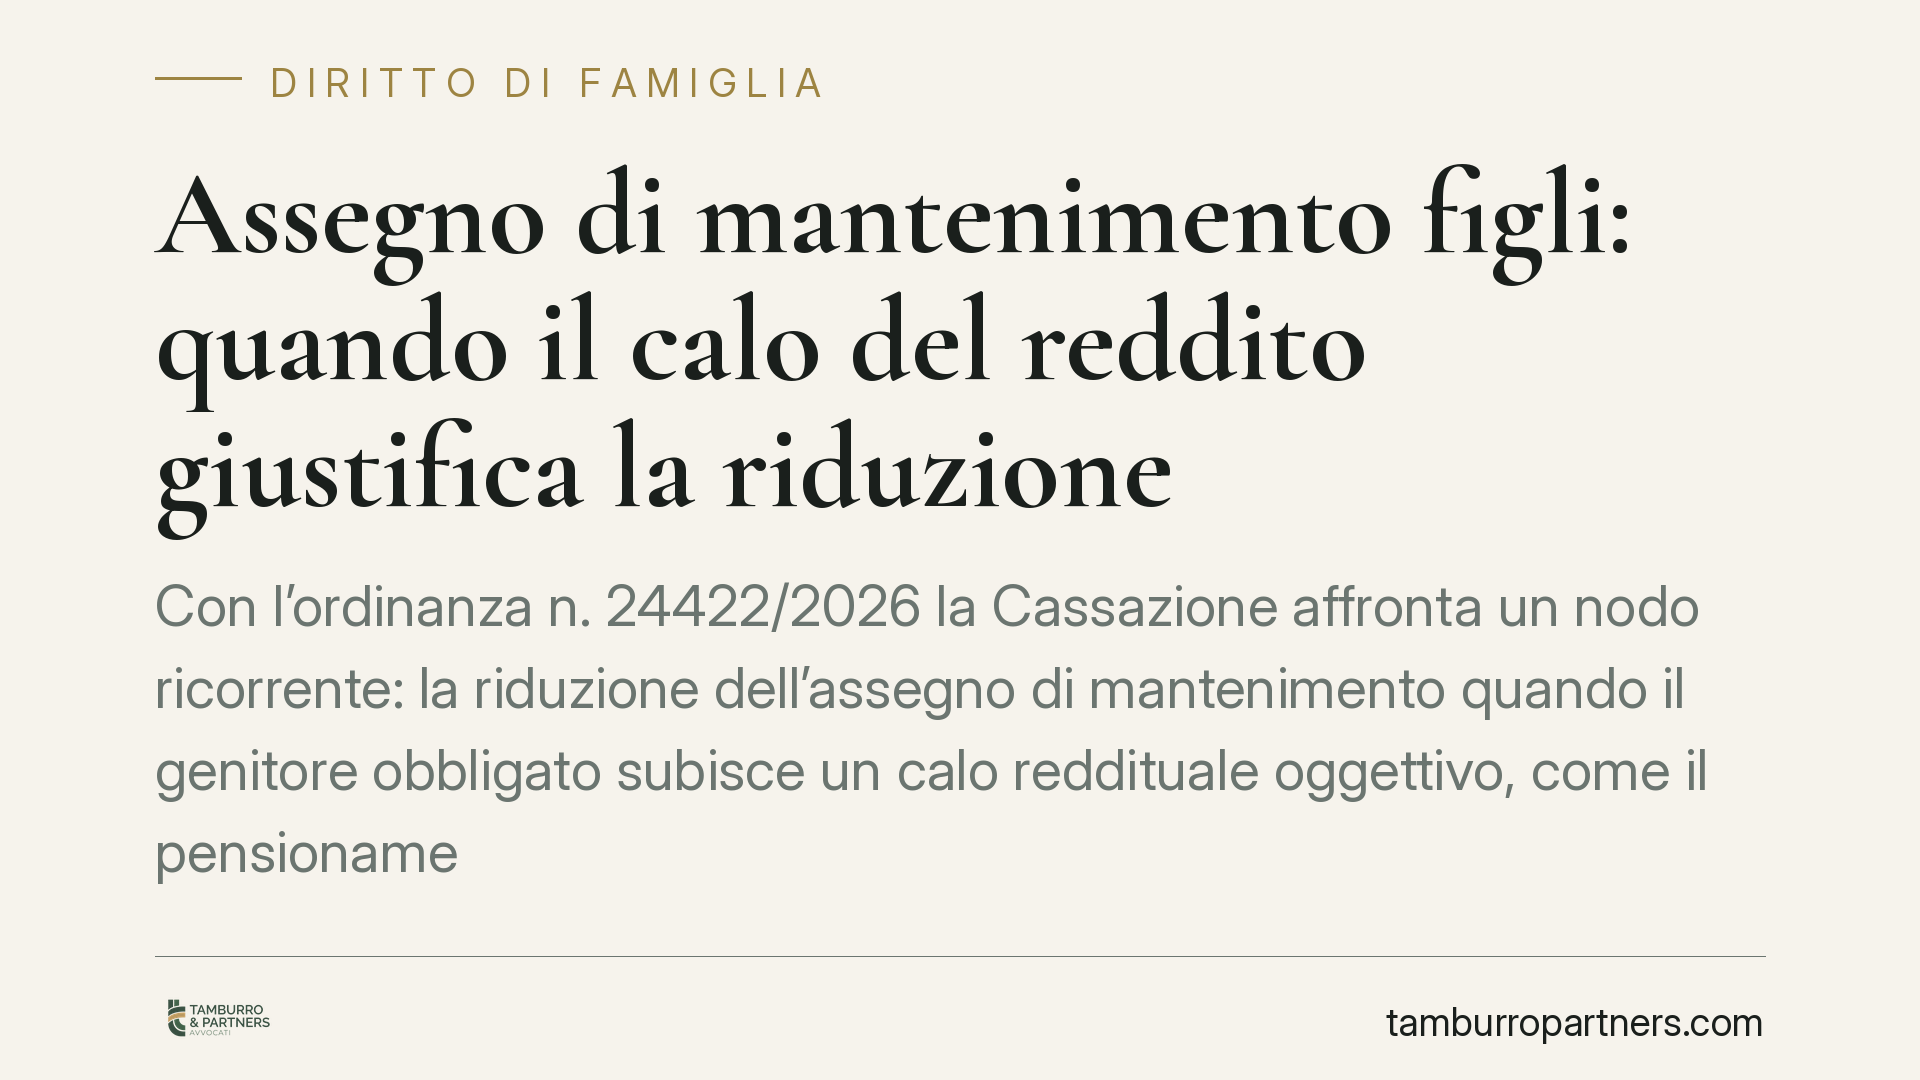 DIRITTO DI FAMIGLIA
Assegno di mantenimento figli:
quando il calo del reddito
giustifica la riduzione
Con l’ordinanza n. 24422/2026 la Cassazione affronta un nodo
ricorrente: la riduzione dell’assegno di mantenimento quando il
genitore obbligato subisce un calo reddituale oggettivo, come il
pensioname
TAMBURRO
& PARTNERS
AVVOCATI
tamburropartners.com